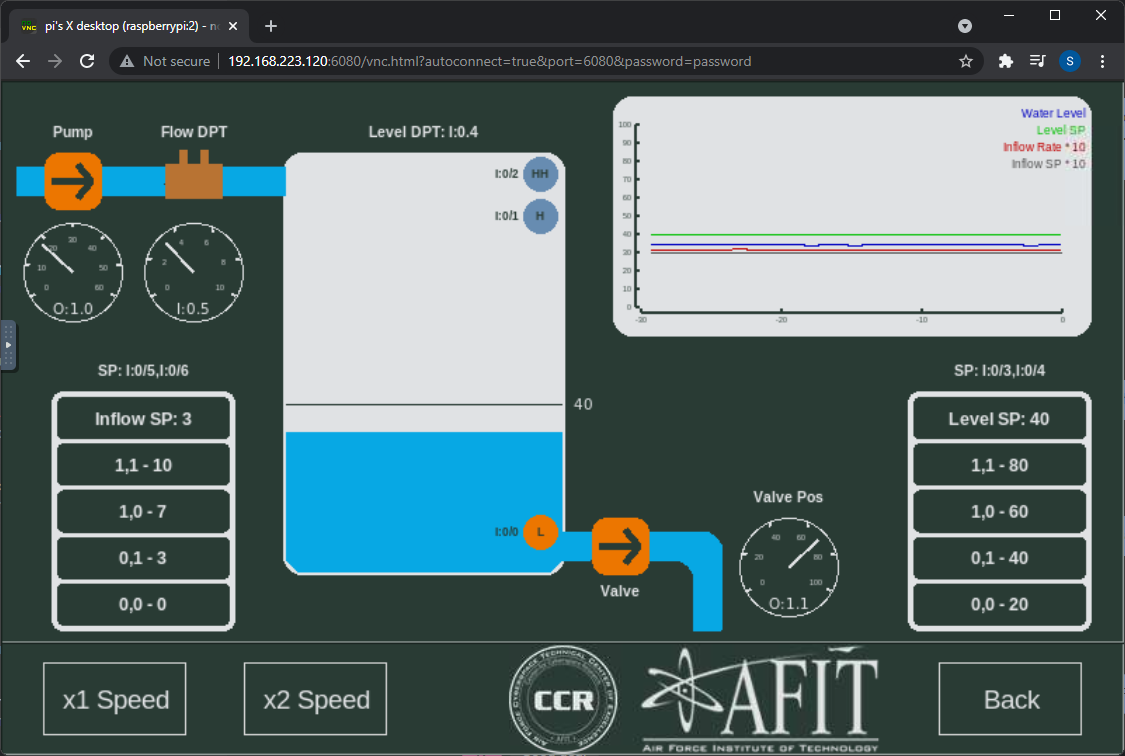 VNC pi's X desktop (raspberrypi:2) - no
Not secure 192.168.223.120:6080/vnc.html?autoconnect=true&port=6080&password=password
S
Pump Flow DPT Level DPT: I:0.4
I:0/2 HH
I:0/1 H
0 10 20 30 40 50 60
O:1.0
0 2 4 6 8 10
I:0.5
Water Level
Level SP
Inflow Rate * 10
Inflow SP * 10
100
90
80
70
60
50
40
30
20
10
0
-30 -20 -10 0
SP: I:0/5,I:0/6
Inflow SP: 3
1,1 - 10
1,0 - 7
0,1 - 3
0,0 - 0
40
I:0/0 L
Valve
Valve Pos
0 20 40 60 80 100
O:1.1
SP: I:0/3,I:0/4
Level SP: 40
1,1 - 80
1,0 - 60
0,1 - 40
0,0 - 20
x1 Speed
x2 Speed
CCR
AFIT
AIR FORCE INSTITUTE OF TECHNOLOGY
Back